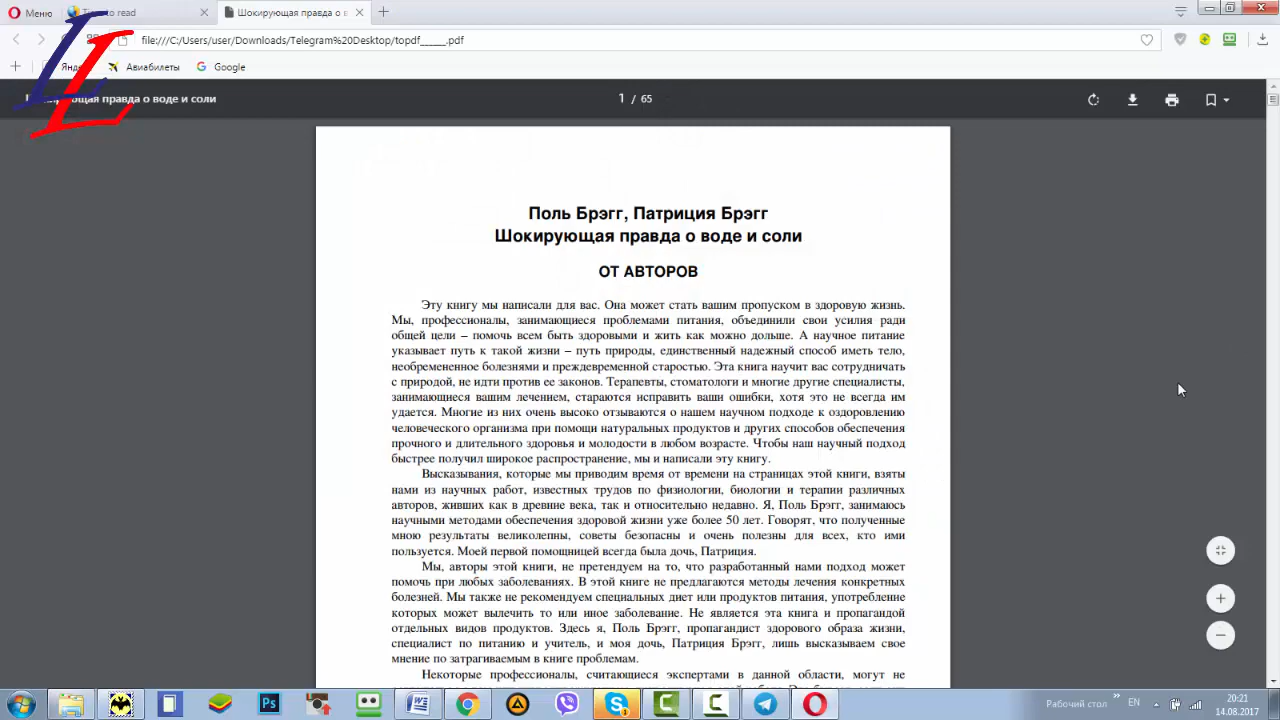 Меню
to read
Шокирующая правда о в
file:///C:/Users/user/Downloads/Telegram%20Desktop/topdf_____.pdf
Янд
Авиабилеты
Google
LL
ующая правда о воде и соли
1 / 65
Поль Брэгг, Патриция Брэгг
Шокирующая правда о воде и соли
ОТ АВТОРОВ
Эту книгу мы написали для вас. Она может стать вашим пропуском в здоровую жизнь.
Мы, профессионалы, занимающиеся проблемами питания, объединили свои усилия ради
общей цели – помочь всем быть здоровыми и жить как можно дольше. А научное питание
указывает путь к такой жизни – путь природы, единственный надежный способ иметь тело,
необремененное болезнями и преждевременной старостью. Эта книга научит вас сотрудничать
с природой, не идти против ее законов. Терапевты, стоматологи и многие другие специалисты,
занимающиеся вашим лечением, стараются исправить ваши ошибки, хотя это не всегда им
удается. Многие из них очень высоко отзываются о нашем научном подходе к оздоровлению
человеческого организма при помощи натуральных продуктов и других способов обеспечения
прочного и длительного здоровья и молодости в любом возрасте. Чтобы наш научный подход
быстрее получил широкое распространение, мы и написали эту книгу.
Высказывания, которые мы приводим время от времени на страницах этой книги, взяты
нами из научных работ, известных трудов по физиологии, биологии и терапии различных
авторов, живших как в древние века, так и относительно недавно. Я, Поль Брэгг, занимаюсь
научными методами обеспечения здоровой жизни уже более 50 лет. Говорят, что полученные
мною результаты великолепны, советы безопасны и очень полезны для всех, кто ими
пользуется. Моей первой помощницей всегда была дочь, Патриция.
Мы, авторы этой книги, не претендуем на то, что разработанный нами подход может
помочь при любых заболеваниях. В этой книге не предлагаются методы лечения конкретных
болезней. Мы также не рекомендуем специальных диет или продуктов питания, употребление
которых может вылечить то или иное заболевание. Не является эта книга и пропагандой
отдельных видов продуктов. Здесь я, Поль Брэгг, пропагандист здорового образа жизни,
специалист по питанию и учитель, и моя дочь, Патриция Брэгг, лишь высказываем свое
мнение по затрагиваемым в книге проблемам.
Некоторые профессионалы, считающиеся экспертами в данной области, могут не
Ps
Рабочий стол
EN
20:21
14.08.2017